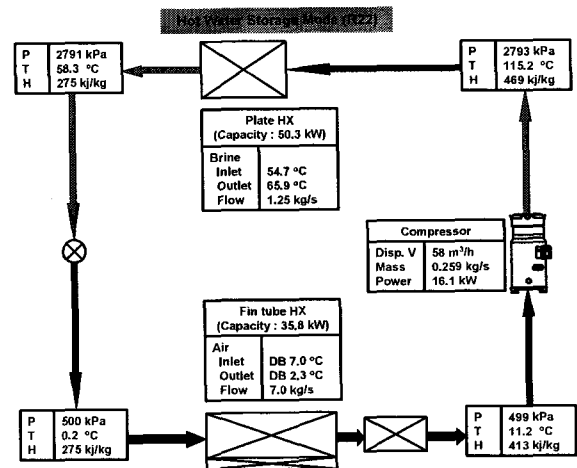 Hot Water Storage Mode (R22)
P 2791 kPa
T 58.3 °C
H 275 kj/kg
P 2793 kPa
T 115.2 °C
H 469 kj/kg
Plate HX
(Capacity : 50.3 kW)
Brine
Inlet 54.7 °C
Outlet 65.9 °C
Flow 1.25 kg/s
Compressor
Disp. V 58 m³/h
Mass 0.259 kg/s
Power 16.1 kW
Fin tube HX
(Capacity : 35,8 kW)
Air
Inlet DB 7.0 °C
Outlet DB 2,3 °C
Flow 7.0 kg/s
P 500 kPa
T 0.2 °C
H 275 kj/kg
P 499 kPa
T 11.2 °C
H 413 kj/kg